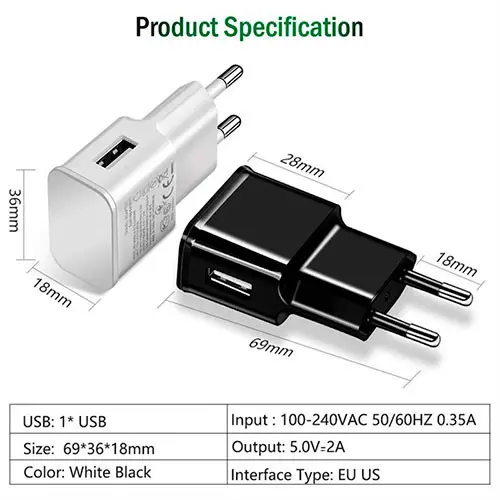 Product Specification
28mm
36mm
18mm
18mm
69mm
USB: 1* USB
Input : 100-240VAC 50/60HZ 0.35A
Size: 69*36*18mm
Output: 5.0V-2A
Color: White Black
Interface Type: EU US